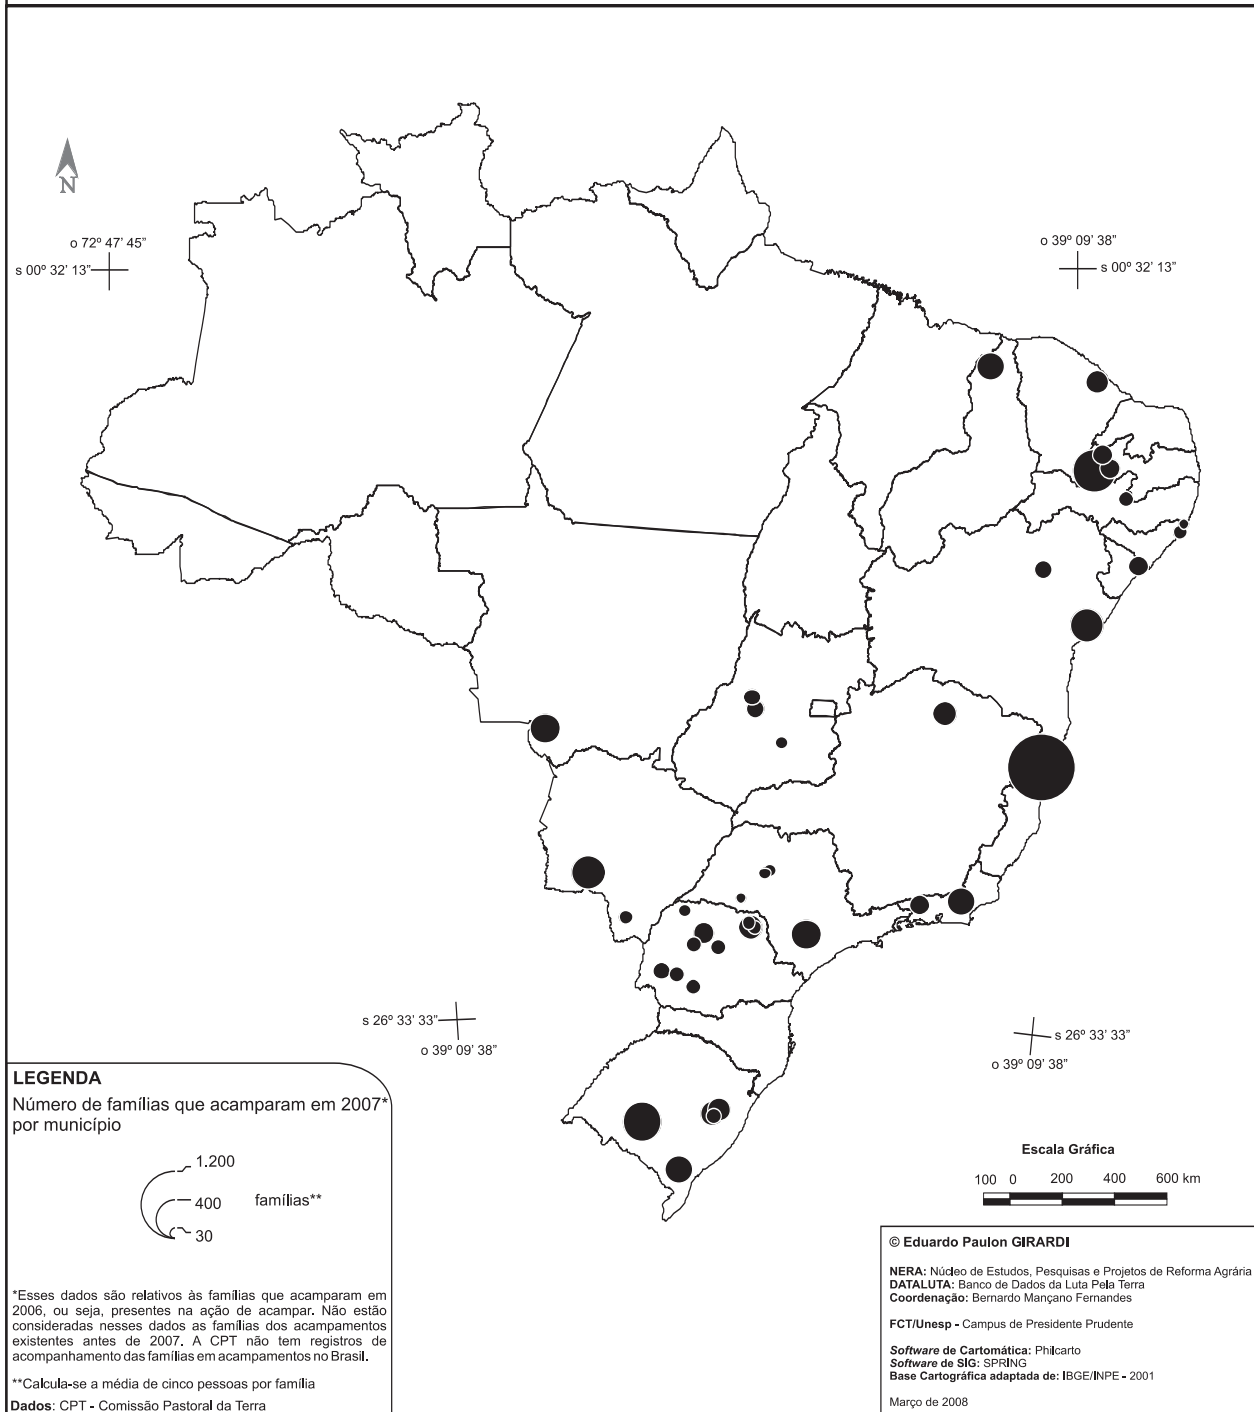 N
o 72º 47' 45"
s 00º 32' 13"
o 39º 09' 38"
s 00º 32' 13"
s 26º 33' 33"
o 39º 09' 38"
s 26º 33' 33"
o 39º 09' 38"
LEGENDA
Número de famílias que acamparam em 2007*
por município
1.200
400
30
famílias**
*Esses dados são relativos às famílias que acamparam em
2006, ou seja, presentes na ação de acampar. Não estão
consideradas nesses dados as famílias dos acampamentos
existentes antes de 2007. A CPT não tem registros de
acompanhamento das famílias em acampamentos no Brasil.
**Calcula-se a média de cinco pessoas por família
Dados: CPT - Comissão Pastoral da Terra
Escala Gráfica
100 0 200 400 600 km
© Eduardo Paulon GIRARDI
NERA: Núcleo de Estudos, Pesquisas e Projetos de Reforma Agrária
DATALUTA: Banco de Dados da Luta Pela Terra
Coordenação: Bernardo Mançano Fernandes
FCT/Unesp - Campus de Presidente Prudente
Software de Cartomática: Philcarto
Software de SIG: SPRING
Base Cartográfica adaptada de: IBGE/INPE - 2001
Março de 2008